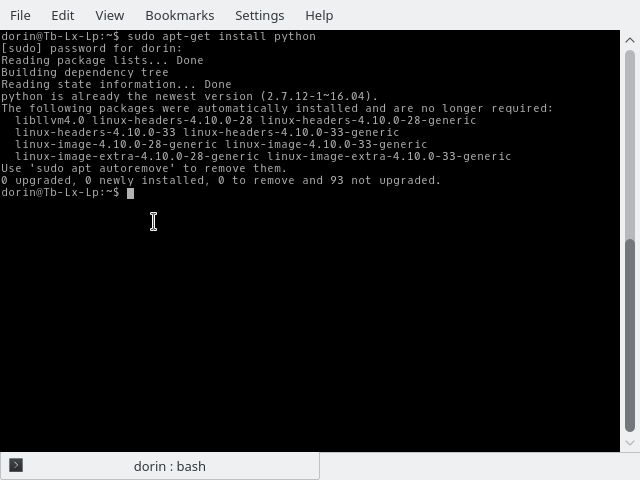 File Edit View Bookmarks Settings Help
dorin@Tb-Lx-Lp:~$ sudo apt-get install python
[sudo] password for dorin:
Reading package lists... Done
Building dependency tree
Reading state information... Done
python is already the newest version (2.7.12-1~16.04).
The following packages were automatically installed and are no longer required:
  libllvm4.0 linux-headers-4.10.0-28 linux-headers-4.10.0-28-generic
  linux-headers-4.10.0-33 linux-headers-4.10.0-33-generic
  linux-image-4.10.0-28-generic linux-image-4.10.0-33-generic
  linux-image-extra-4.10.0-28-generic linux-image-extra-4.10.0-33-generic
Use 'sudo apt autoremove' to remove them.
0 upgraded, 0 newly installed, 0 to remove and 93 not upgraded.
dorin@Tb-Lx-Lp:~$
dorin : bash